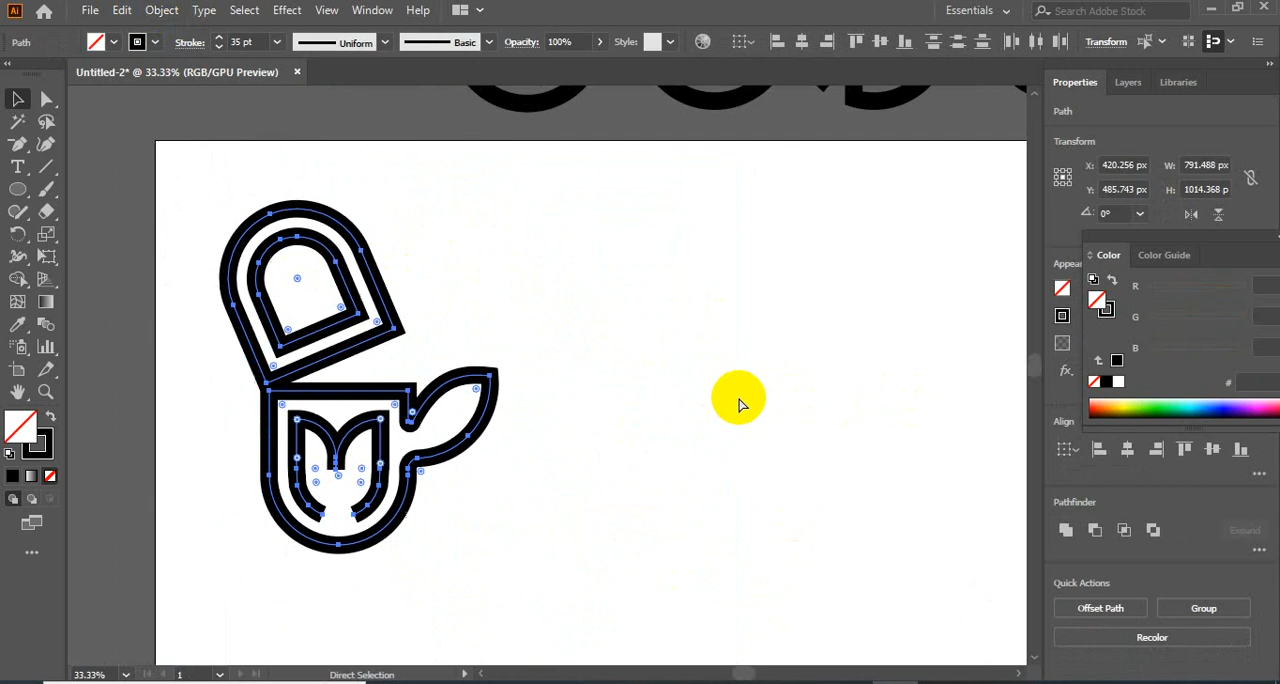 Ai File Edit Object Type Select Effect View Window Help Essentials Search Adobe Stock
Path Stroke: 35 pt Uniform Basic Opacity: 100% Style: Transform
Untitled-2* @ 33.33% (RGB/GPU Preview)
Properties Layers Libraries
Path
Transform
X: 420.256 px W: 791.488 px
Y: 485.743 px H: 1014.368 p
0°
Appea
Color Color Guide
R
G
B
#
fx.
Align
Pathfinder
Expand
Quick Actions
Offset Path Group
Recolor
33.33% 1 Direct Selection